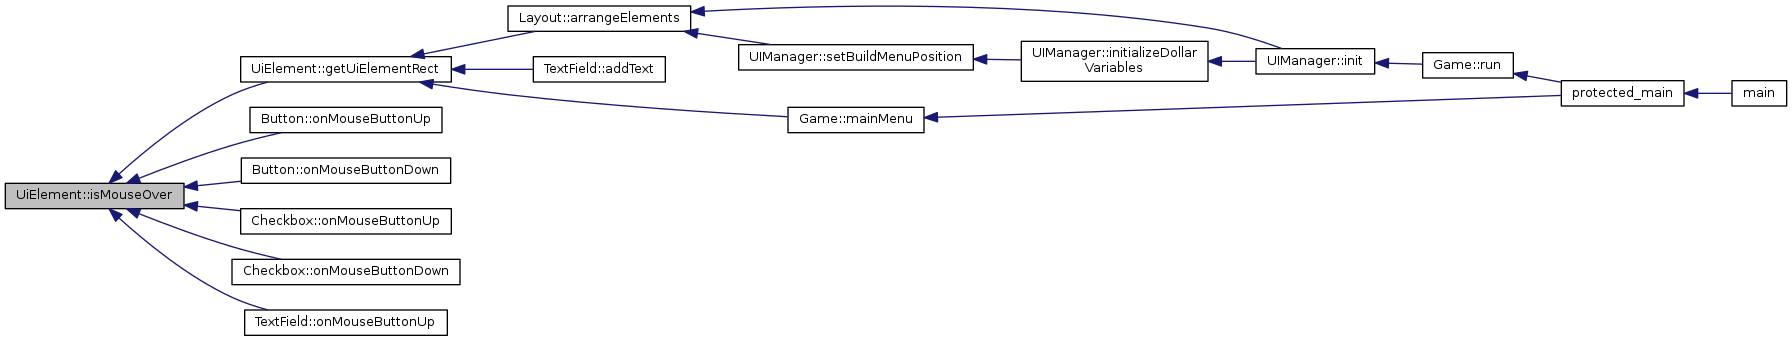 Layout::arrangeElements
UIManager::setBuildMenuPosition
UIManager::initializeDollar
Variables
UIManager::init
Game::run
protected_main
main
UiElement::getUiElementRect
TextField::addText
Game::mainMenu
Button::onMouseButtonUp
Button::onMouseButtonDown
UiElement::isMouseOver
Checkbox::onMouseButtonUp
Checkbox::onMouseButtonDown
TextField::onMouseButtonUp